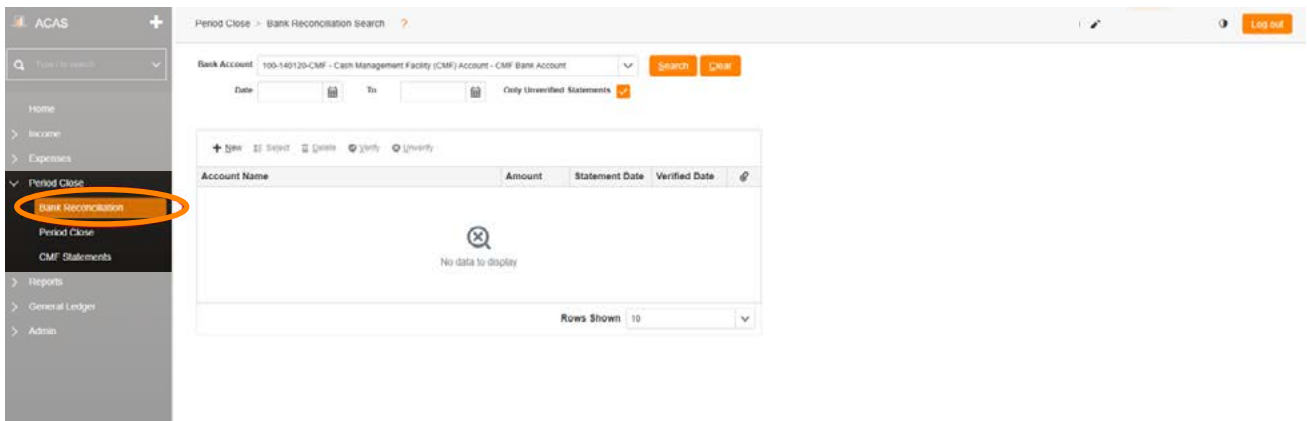 ACAS
Period Close > Bank Reconciliation Search ?
Log out
Type / to search
Bank Account 100-140120-CMF - Cash Management Facility (CMF) Account - CMF Bank Account Search Clear
Date To Only Unverified Statements
Home
Income
Expenses
Period Close
Bank Reconciliation
Period Close
CMF Statements
Reports
General Ledger
Admin
New Select Delete Verify Unverify
Account Name Amount Statement Date Verified Date
No data to display
Rows Shown 10